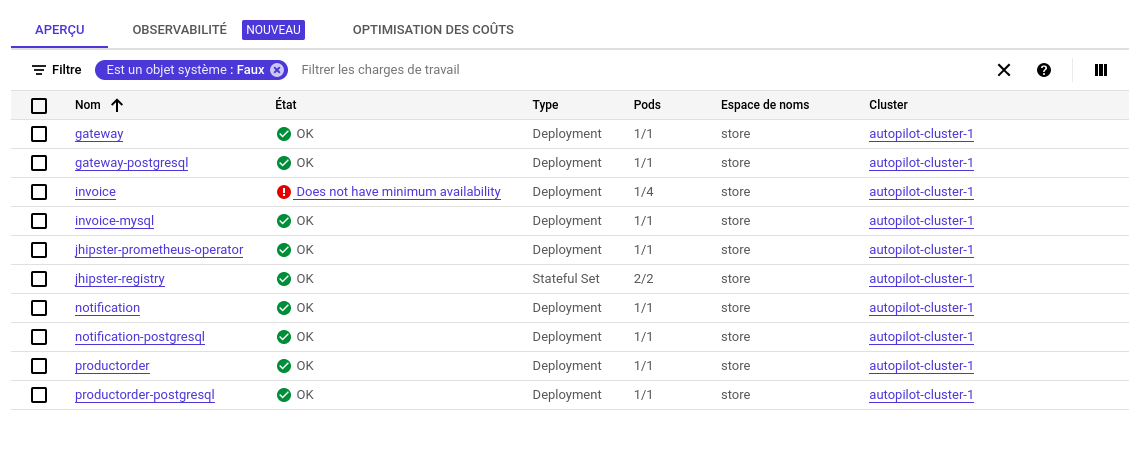 APERÇU OBSERVABILITÉ NOUVEAU OPTIMISATION DES COÛTS
Filtre Est un objet système : Faux Filtrer les charges de travail
Nom État Type Pods Espace de noms Cluster
gateway OK Deployment 1/1 store autopilot-cluster-1
gateway-postgresql OK Deployment 1/1 store autopilot-cluster-1
invoice Does not have minimum availability Deployment 1/4 store autopilot-cluster-1
invoice-mysql OK Deployment 1/1 store autopilot-cluster-1
jhipster-prometheus-operator OK Deployment 1/1 store autopilot-cluster-1
jhipster-registry OK Stateful Set 2/2 store autopilot-cluster-1
notification OK Deployment 1/1 store autopilot-cluster-1
notification-postgresql OK Deployment 1/1 store autopilot-cluster-1
productorder OK Deployment 1/1 store autopilot-cluster-1
productorder-postgresql OK Deployment 1/1 store autopilot-cluster-1